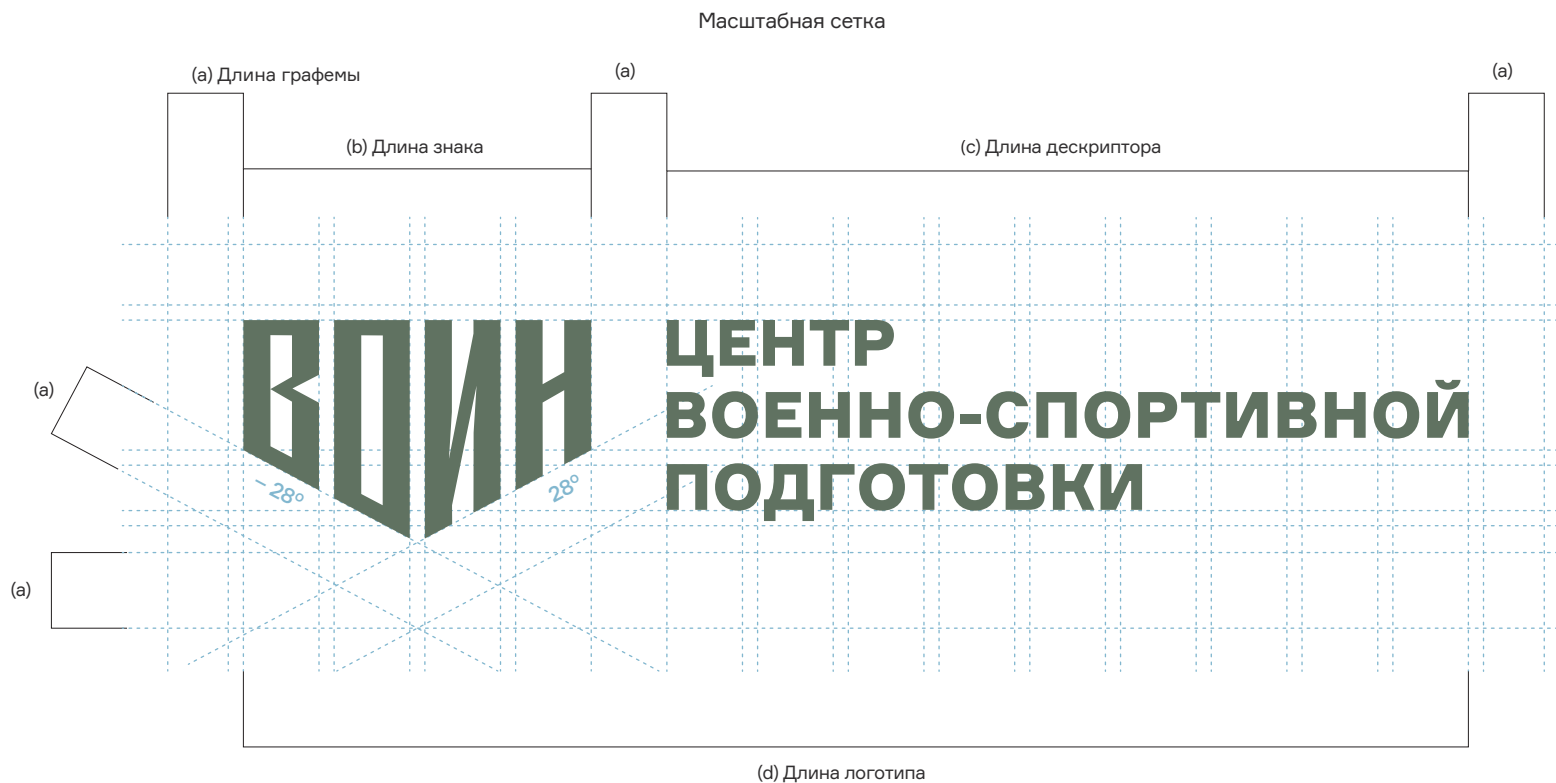 Масштабная сетка
(a) Длина графемы
(a)
(a)
(b) Длина знака
(c) Длина дескриптора
ВОИН
ЦЕНТР
ВОЕННО-СПОРТИВНОЙ
ПОДГОТОВКИ
(a)
– 28°
28°
(a)
(d) Длина логотипа